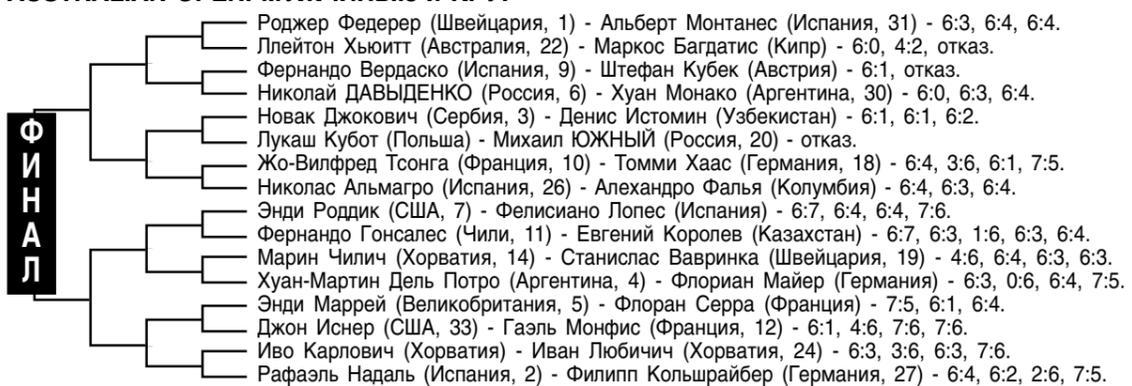 Роджер Федерер (Швейцария, 1) - Альберт Монтанес (Испания, 31) - 6:3, 6:4, 6:4.
Ллейтон Хьюитт (Австралия, 22) - Маркос Багдатис (Кипр) - 6:0, 4:2, отказ.
Фернандо Вердаско (Испания, 9) - Штефан Кубек (Австрия) - 6:1, отказ.
Николай ДАВЫДЕНКО (Россия, 6) - Хуан Монако (Аргентина, 30) - 6:0, 6:3, 6:4.
Новак Джокович (Сербия, 3) - Денис Истомин (Узбекистан) - 6:1, 6:1, 6:2.
Лукаш Кубот (Польша) - Михаил ЮЖНЫЙ (Россия, 20) - отказ.
Жо-Вилфред Тсонга (Франция, 10) - Томми Хаас (Германия, 18) - 6:4, 3:6, 6:1, 7:5.
Николас Альмагро (Испания, 26) - Алехандро Фалья (Колумбия) - 6:4, 6:3, 6:4.
ФИНАЛ
Энди Роддик (США, 7) - Фелисиано Лопес (Испания) - 6:7, 6:4, 6:4, 7:6.
Фернандо Гонсалес (Чили, 11) - Евгений Королев (Казахстан) - 6:7, 6:3, 1:6, 6:3, 6:4.
Марин Чилич (Хорватия, 14) - Станислас Вавринка (Швейцария, 19) - 4:6, 6:4, 6:3, 6:3.
Хуан-Мартин Дель Потро (Аргентина, 4) - Флориан Майер (Германия) - 6:3, 0:6, 6:4, 7:5.
Энди Маррей (Великобритания, 5) - Флоран Серра (Франция) - 7:5, 6:1, 6:4.
Джон Иснер (США, 33) - Гаэль Монфис (Франция, 12) - 6:1, 4:6, 7:6, 7:6.
Иво Карлович (Хорватия) - Иван Любичич (Хорватия, 24) - 6:3, 3:6, 6:3, 7:6.
Рафаэль Надаль (Испания, 2) - Филипп Кольшрайбер (Германия, 27) - 6:4, 6:2, 2:6, 7:5.